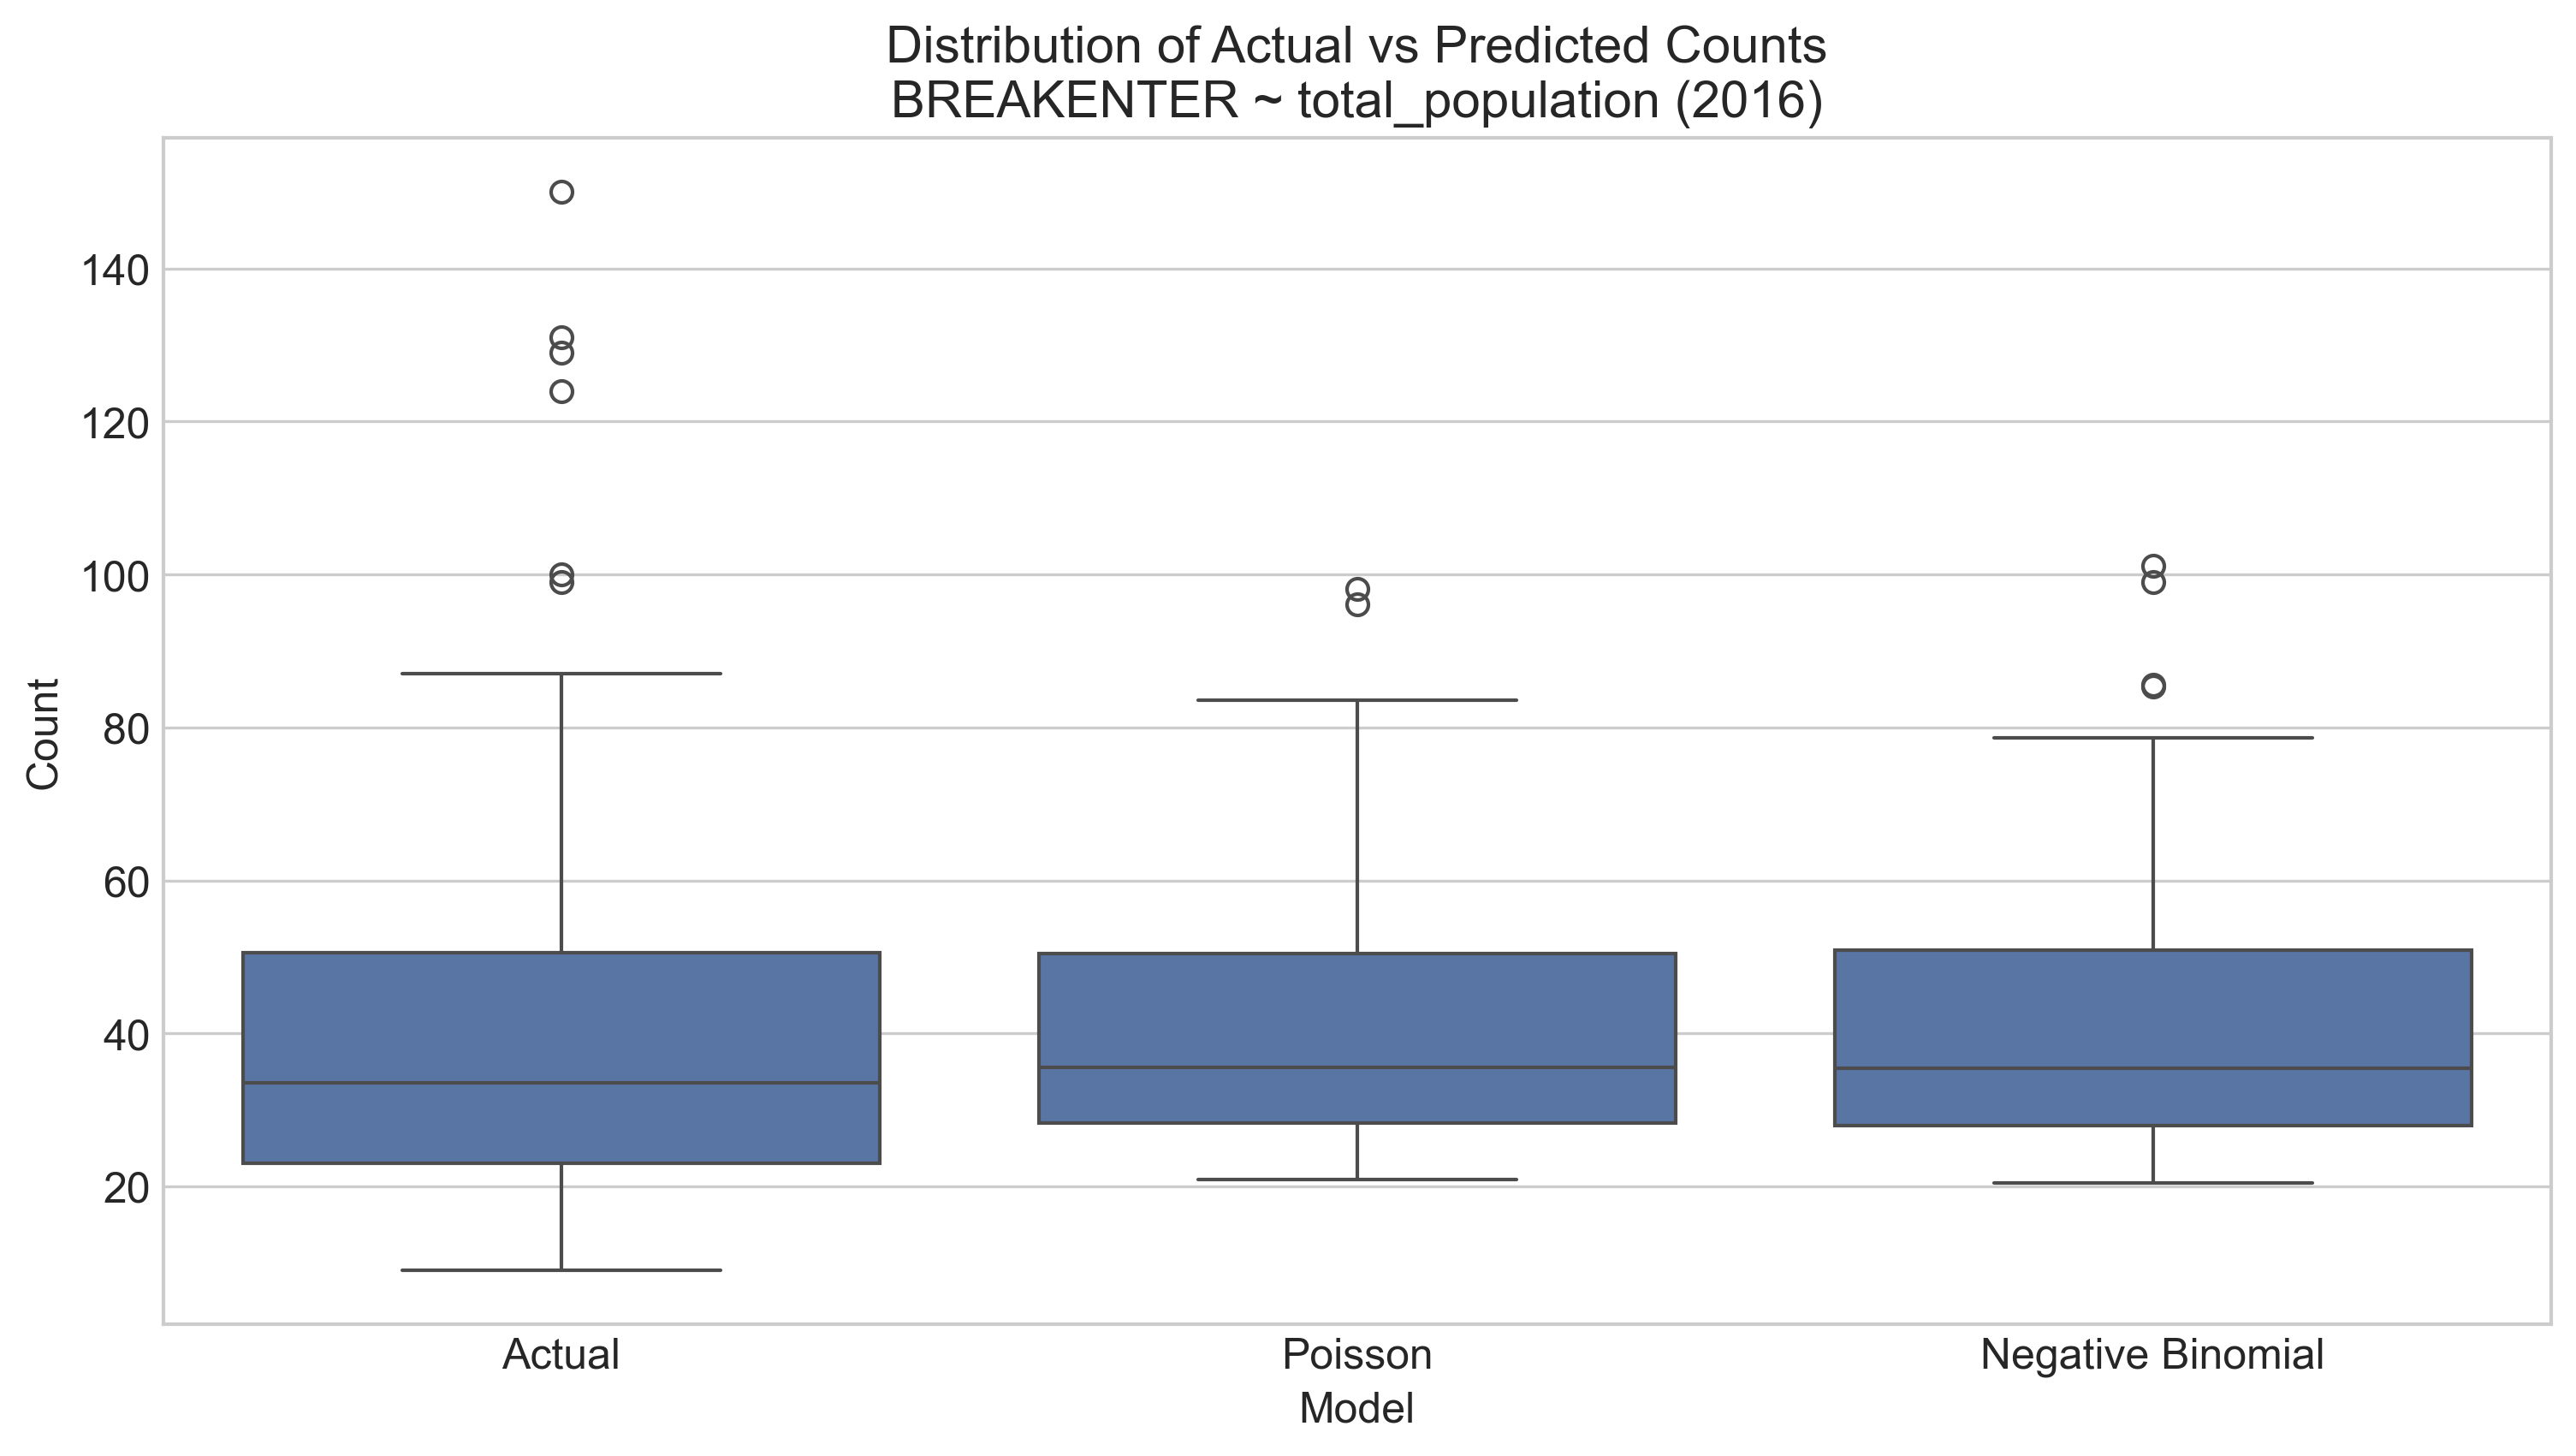 Distribution of Actual vs Predicted Counts
BREAKENTER ~ total_population (2016)
Count
140
120
100
80
60
40
20
Actual
Poisson
Negative Binomial
Model